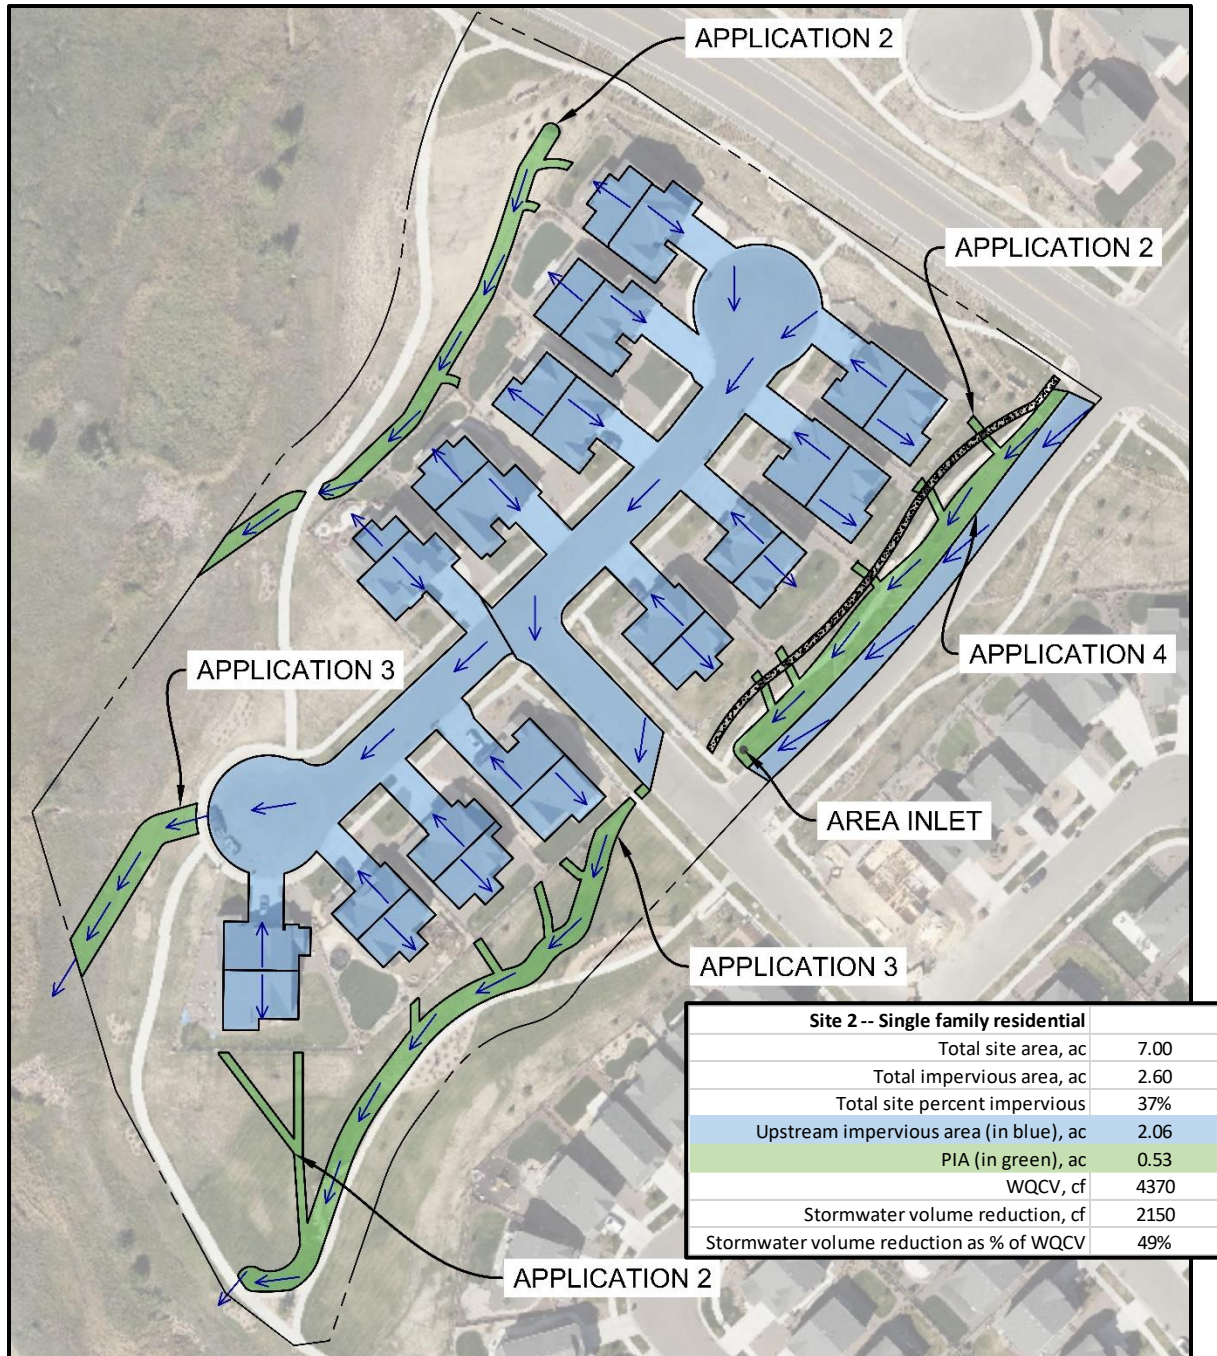 APPLICATION 2
APPLICATION 2
APPLICATION 3
APPLICATION 4
AREA INLET
APPLICATION 3
APPLICATION 2
Site 2 -- Single family residential
Total site area, ac 7.00
Total impervious area, ac 2.60
Total site percent impervious 37%
Upstream impervious area (in blue), ac 2.06
PIA (in green), ac 0.53
WQCV, cf 4370
Stormwater volume reduction, cf 2150
Stormwater volume reduction as % of WQCV 49%